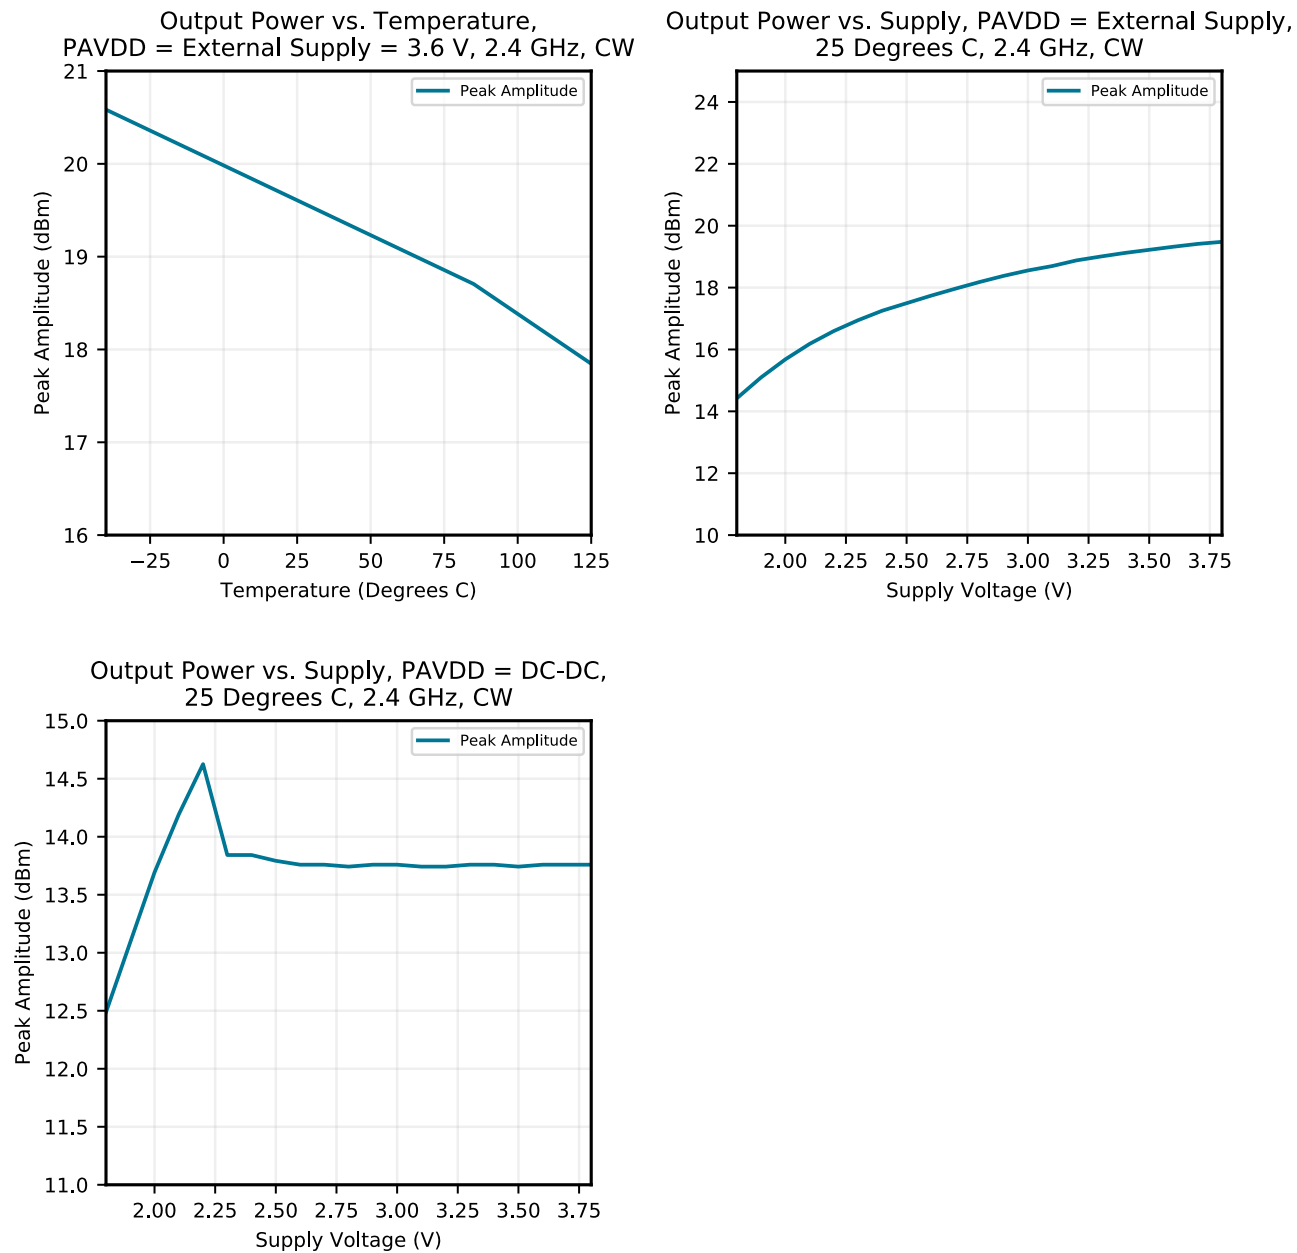 Output Power vs. Temperature,
PAVDD = External Supply = 3.6 V, 2.4 GHz, CW
21
20
19
18
17
16
Peak Amplitude (dBm)
Peak Amplitude
−25 0 25 50 75 100 125
Temperature (Degrees C)
Output Power vs. Supply, PAVDD = External Supply,
25 Degrees C, 2.4 GHz, CW
24
22
20
18
16
14
12
10
Peak Amplitude (dBm)
Peak Amplitude
2.00 2.25 2.50 2.75 3.00 3.25 3.50 3.75
Supply Voltage (V)
Output Power vs. Supply, PAVDD = DC-DC,
25 Degrees C, 2.4 GHz, CW
15.0
14.5
14.0
13.5
13.0
12.5
12.0
11.5
11.0
Peak Amplitude (dBm)
Peak Amplitude
2.00 2.25 2.50 2.75 3.00 3.25 3.50 3.75
Supply Voltage (V)